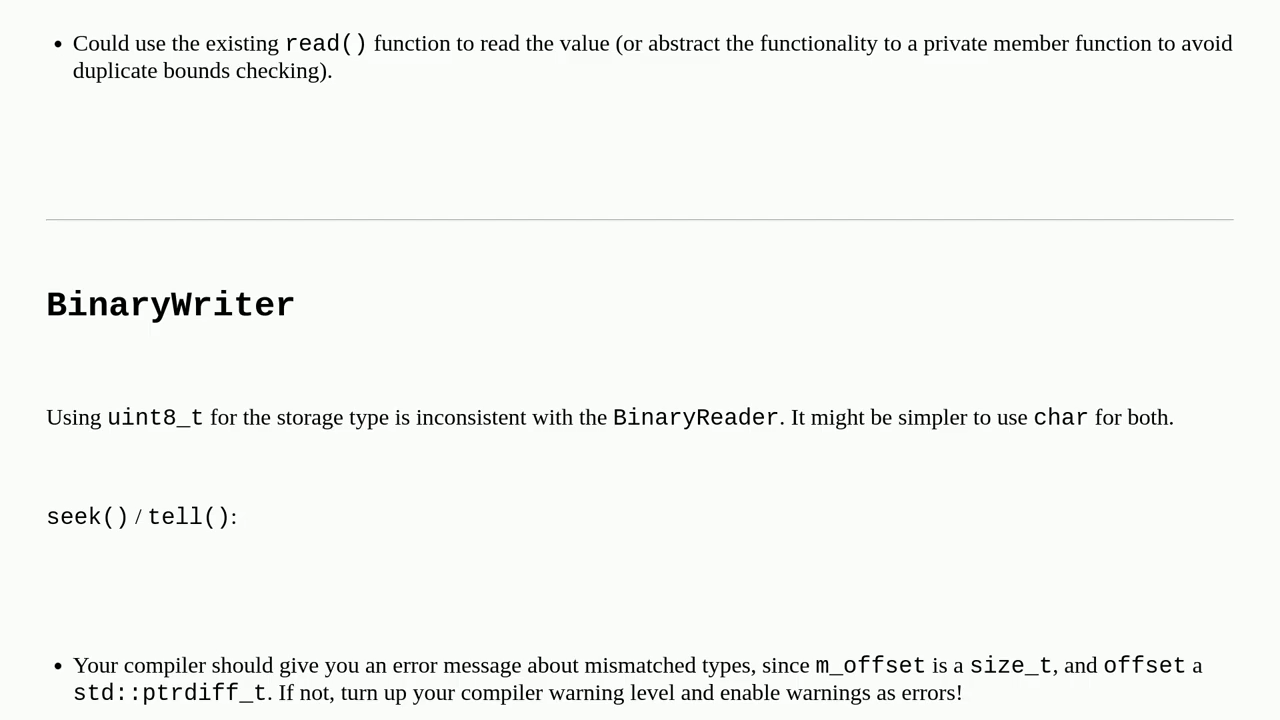 • Could use the existing read() function to read the value (or abstract the functionality to a private member function to avoid
duplicate bounds checking).
BinaryWriter
Using uint8_t for the storage type is inconsistent with the BinaryReader. It might be simpler to use char for both.
seek() / tell():
• Your compiler should give you an error message about mismatched types, since m_offset is a size_t, and offset a
std::ptrdiff_t. If not, turn up your compiler warning level and enable warnings as errors!